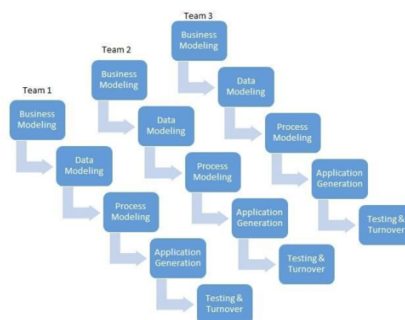 Team 1
Business
Modeling
Data
Modeling
Process
Modeling
Application
Generation
Testing &
Turnover
Team 2
Business
Modeling
Data
Modeling
Process
Modeling
Application
Generation
Testing &
Turnover
Team 3
Business
Modeling
Data
Modeling
Process
Modeling
Application
Generation
Testing &
Turnover